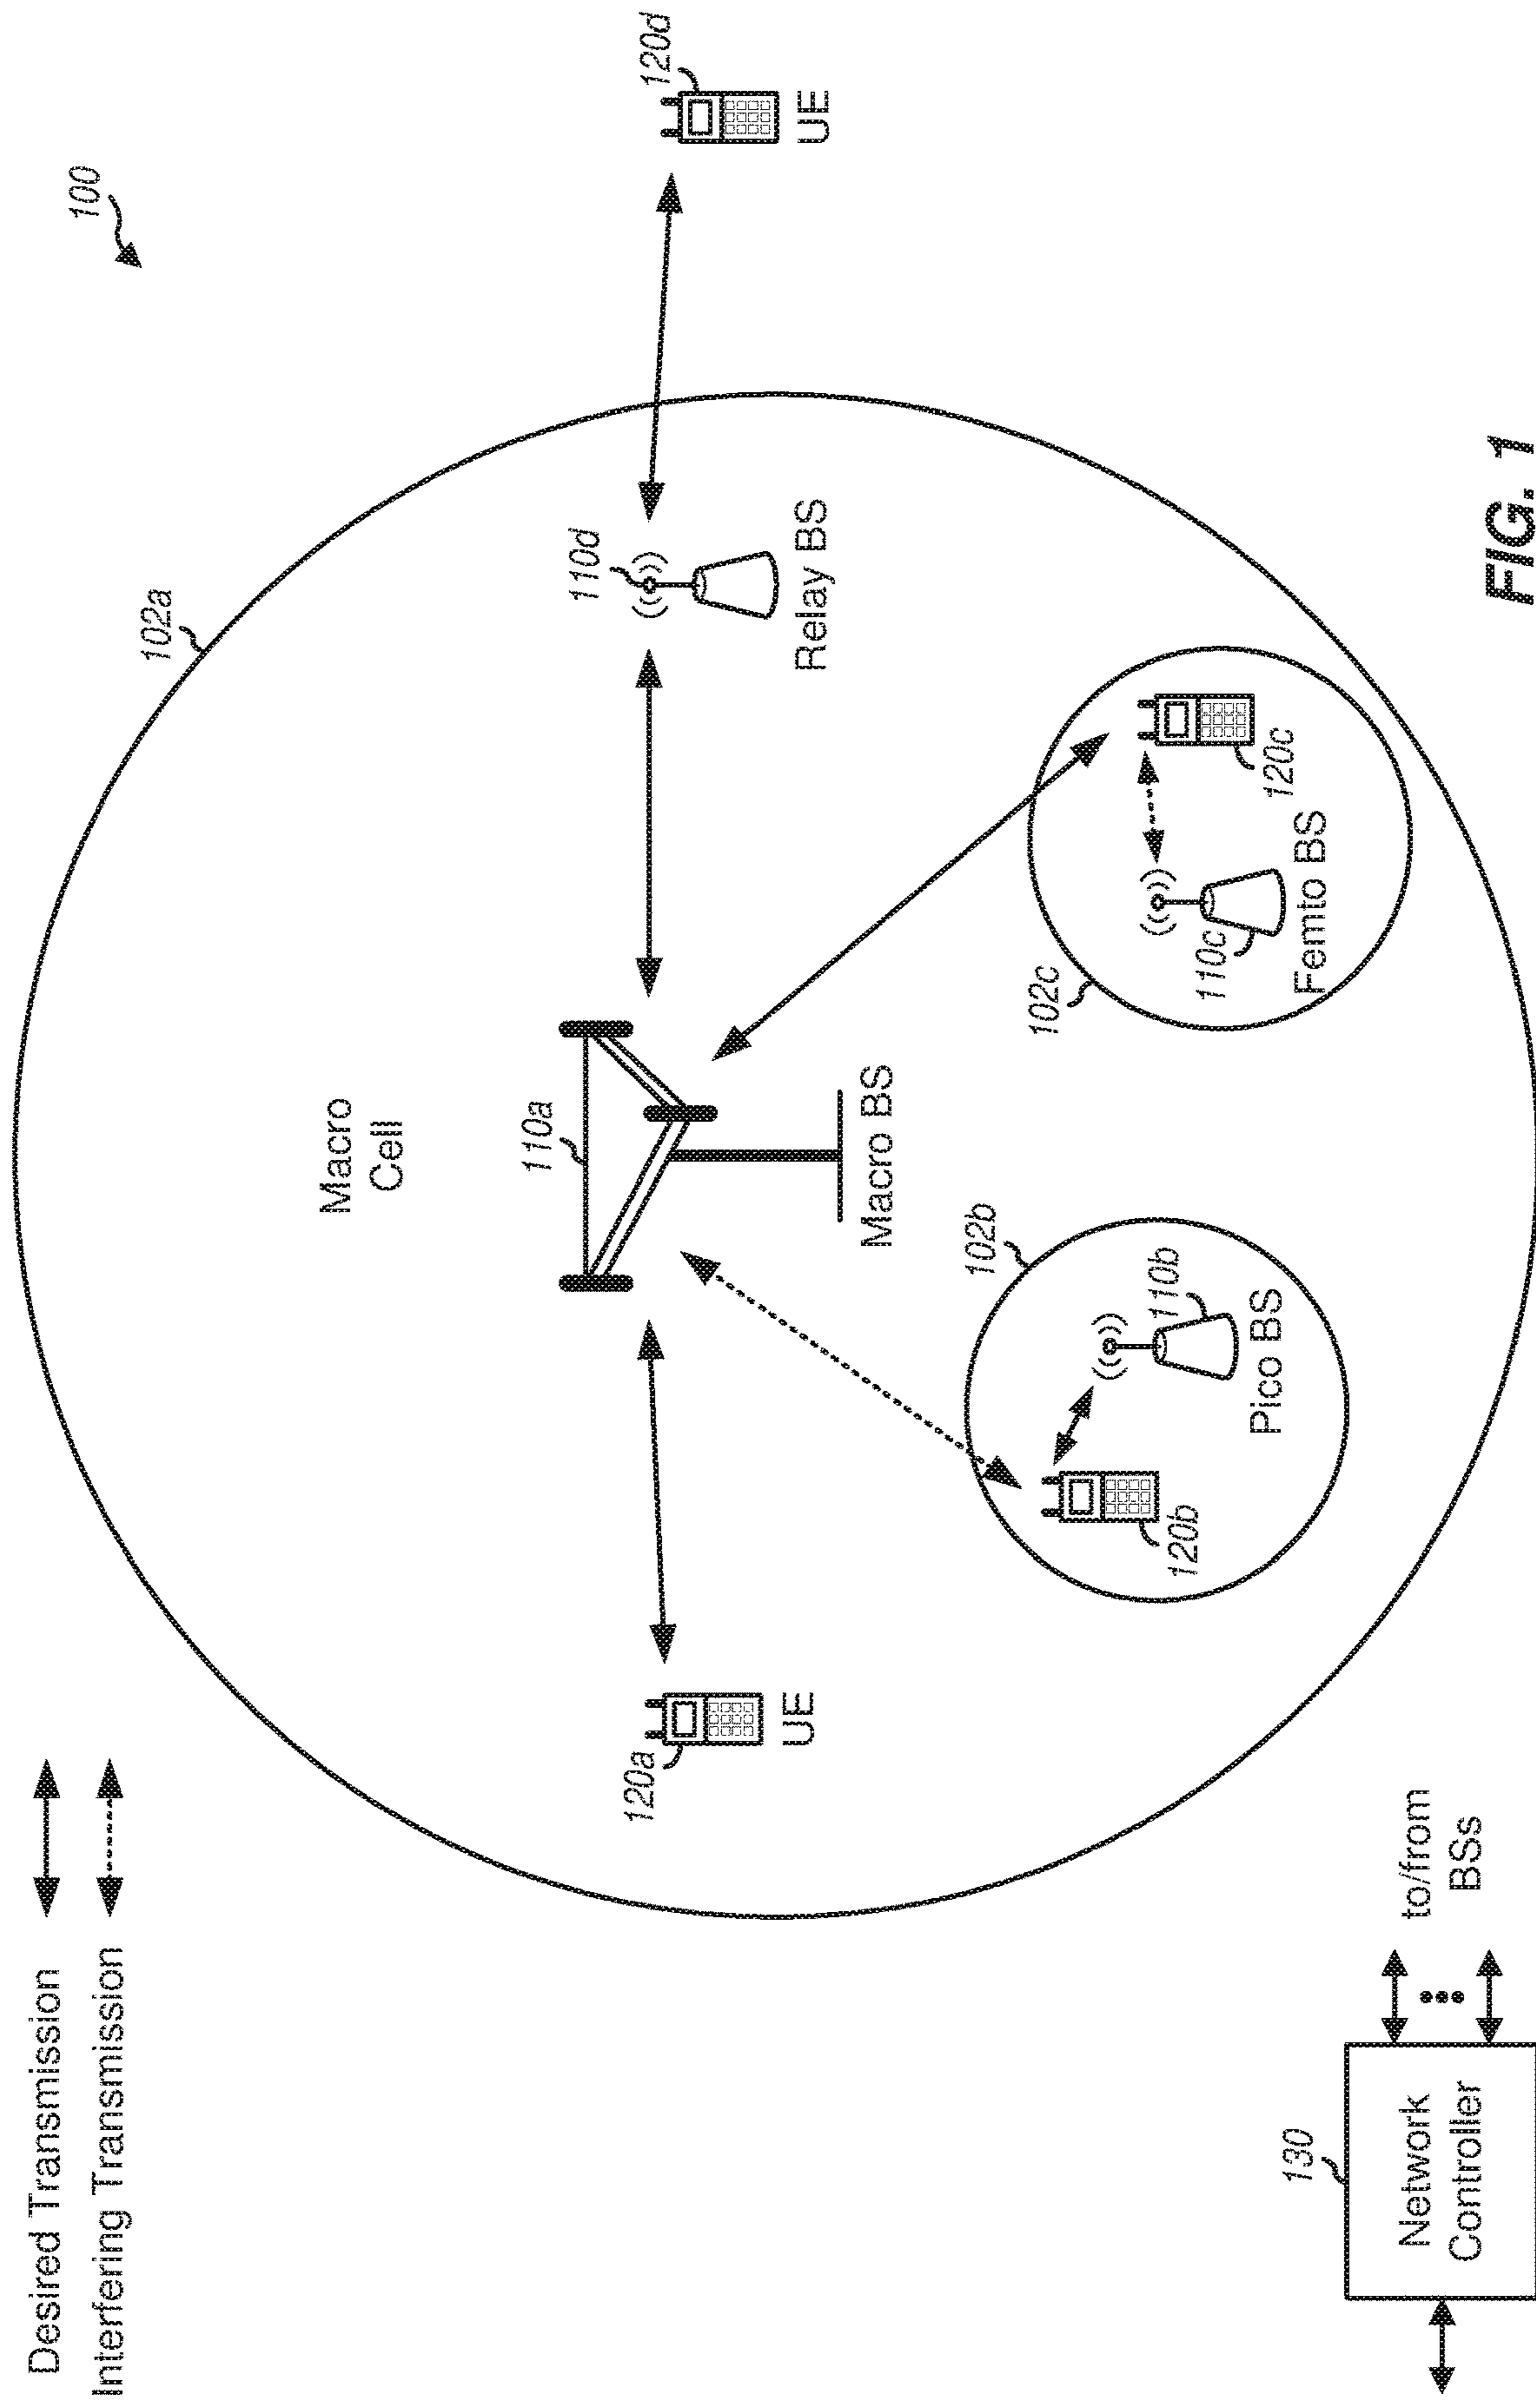 Desired Transmission
Interfering Transmission
100
102a
Macro
Cell
110a
110d
120d
120a
UE
Macro BS
Relay BS
UE
102b
102c
120b
110b
Pico BS
110c
120c
Femto BS
130
Network
Controller
to/from
BSs
FIG. 1